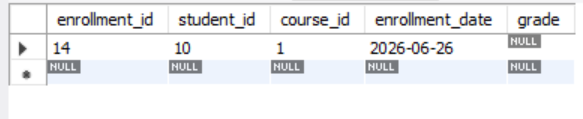 enrollment_id student_id course_id enrollment_date grade
14 10 1 2026-06-26 NULL
NULL NULL NULL NULL NULL